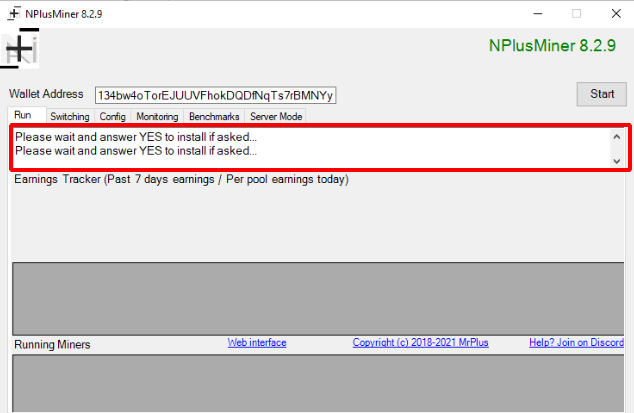 NPlusMiner 8.2.9
NPlusMiner 8.2.9
Wallet Address 134bw4oTorEJUUVFhokDQDfNqTs7rBMNYy Start
Run Switching Config Monitoring Benchmarks Server Mode
Please wait and answer YES to install if asked...
Please wait and answer YES to install if asked...
Earnings Tracker (Past 7 days earnings / Per pool earnings today)
Running Miners Web interface Copyright (c) 2018-2021 MrPlus Help? Join on Discord